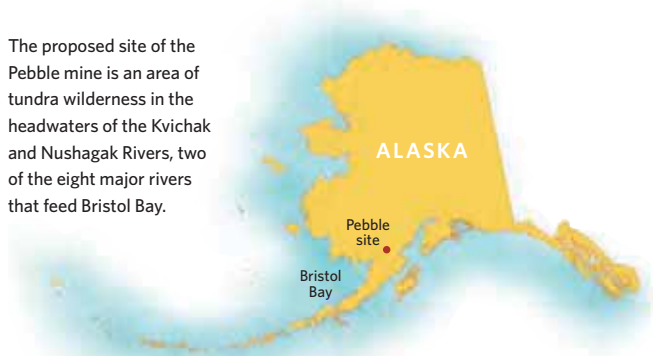 The proposed site of the
Pebble mine is an area of
tundra wilderness in the
headwaters of the Kvichak
and Nushagak Rivers, two
of the eight major rivers
that feed Bristol Bay.
ALASKA
Pebble
site
Bristol
Bay